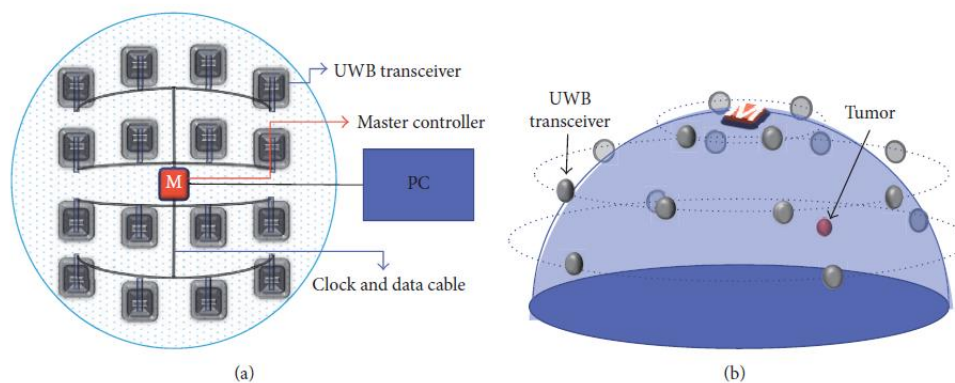 UWB transceiver
Master controller
M
PC
Clock and data cable
(a)
UWB
transceiver
M
Tumor
(b)